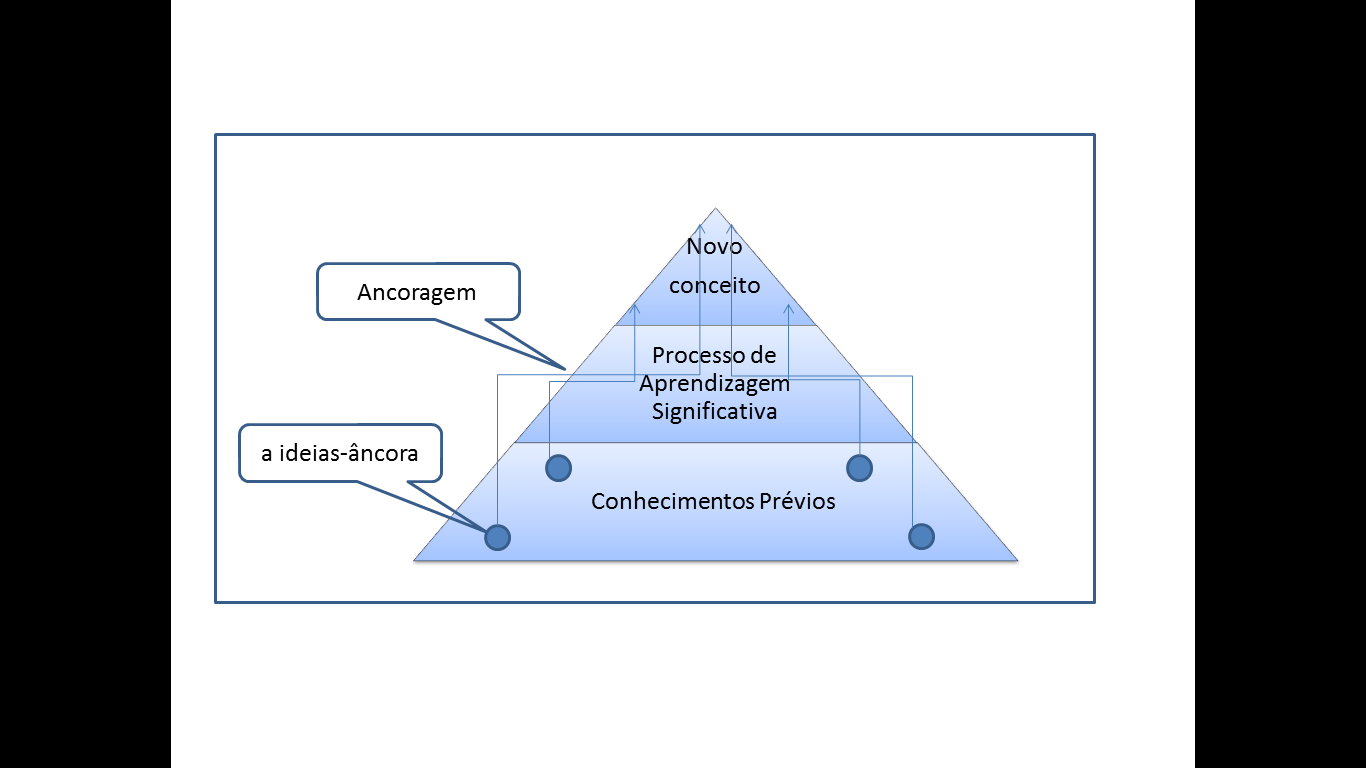 Novo
conceito
Ancoragem
Processo de
Aprendizagem
Significativa
a ideias-âncora
Conhecimentos Prévios